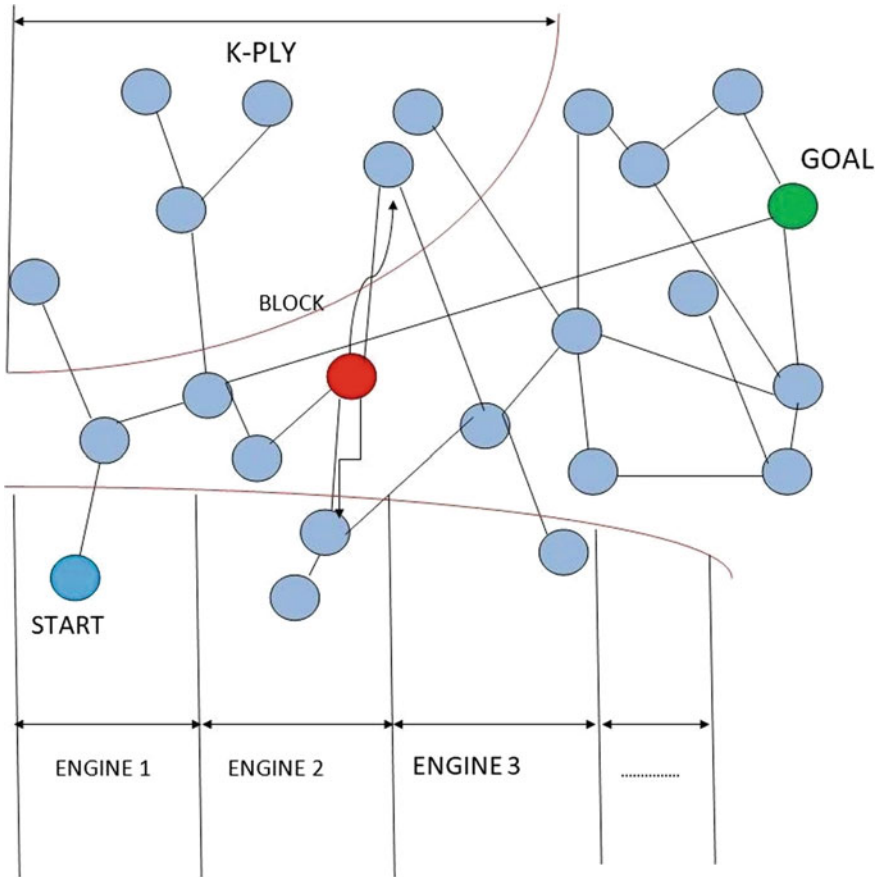 K-PLY
GOAL
BLOCK
START
ENGINE 1
ENGINE 2
ENGINE 3
...............